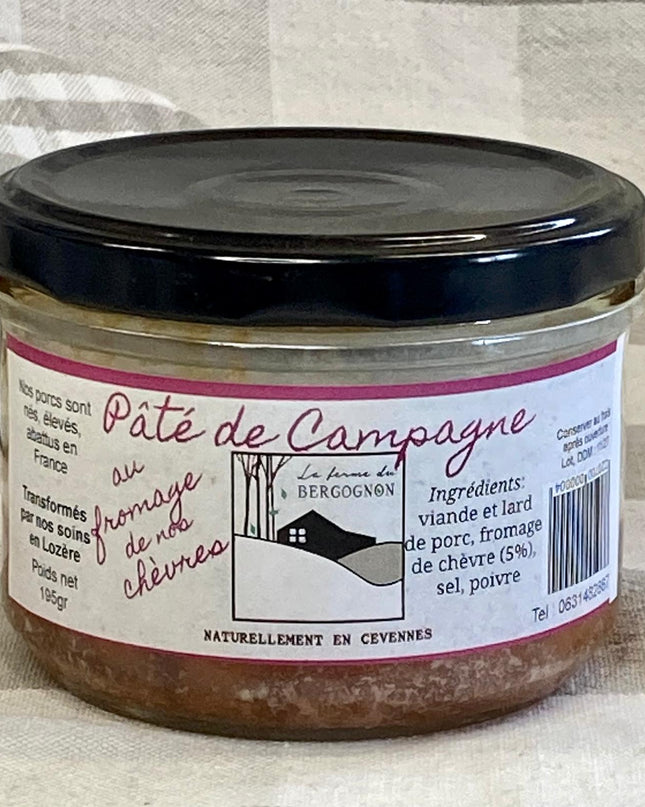 Nos porcs sont
nés, élevés,
abattus en
France
Transformés
par nos soins
en Lozère
Poids net
195gr
Pâté de Campagne
au
fromage
de nos
chèvres
La ferme du
BERGOGNON
NATURELLEMENT EN CEVENNES
Ingrédients:
viande et lard
de porc, fromage
de chèvre (5%),
sel, poivre
Conserver au frais
après ouverture
Lot, DDM :
Tel :